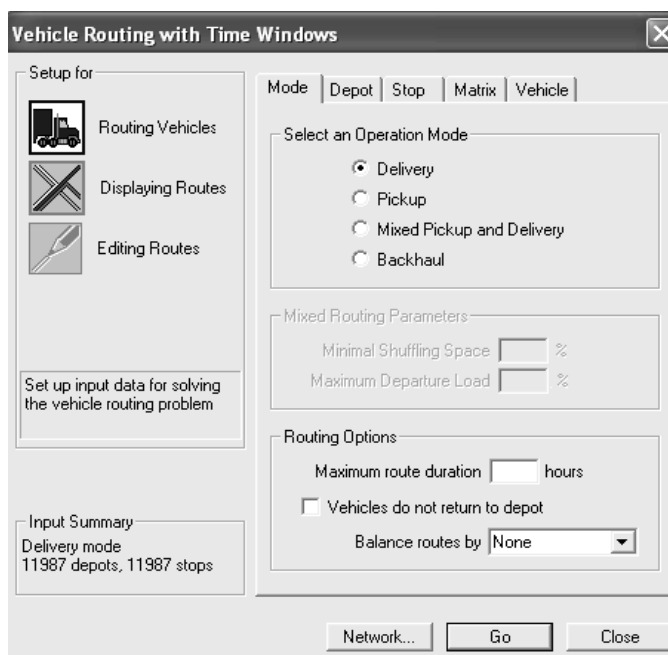 Vehicle Routing with Time Windows
Setup for
Routing Vehicles
Displaying Routes
Editing Routes
Set up input data for solving
the vehicle routing problem
Input Summary
Delivery mode
11987 depots, 11987 stops
Mode Depot Stop Matrix Vehicle
Select an Operation Mode
Delivery
Pickup
Mixed Pickup and Delivery
Backhaul
Mixed Routing Parameters
Minimal Shuffling Space %
Maximum Departure Load %
Routing Options
Maximum route duration hours
Vehicles do not return to depot
Balance routes by None
Network... Go Close